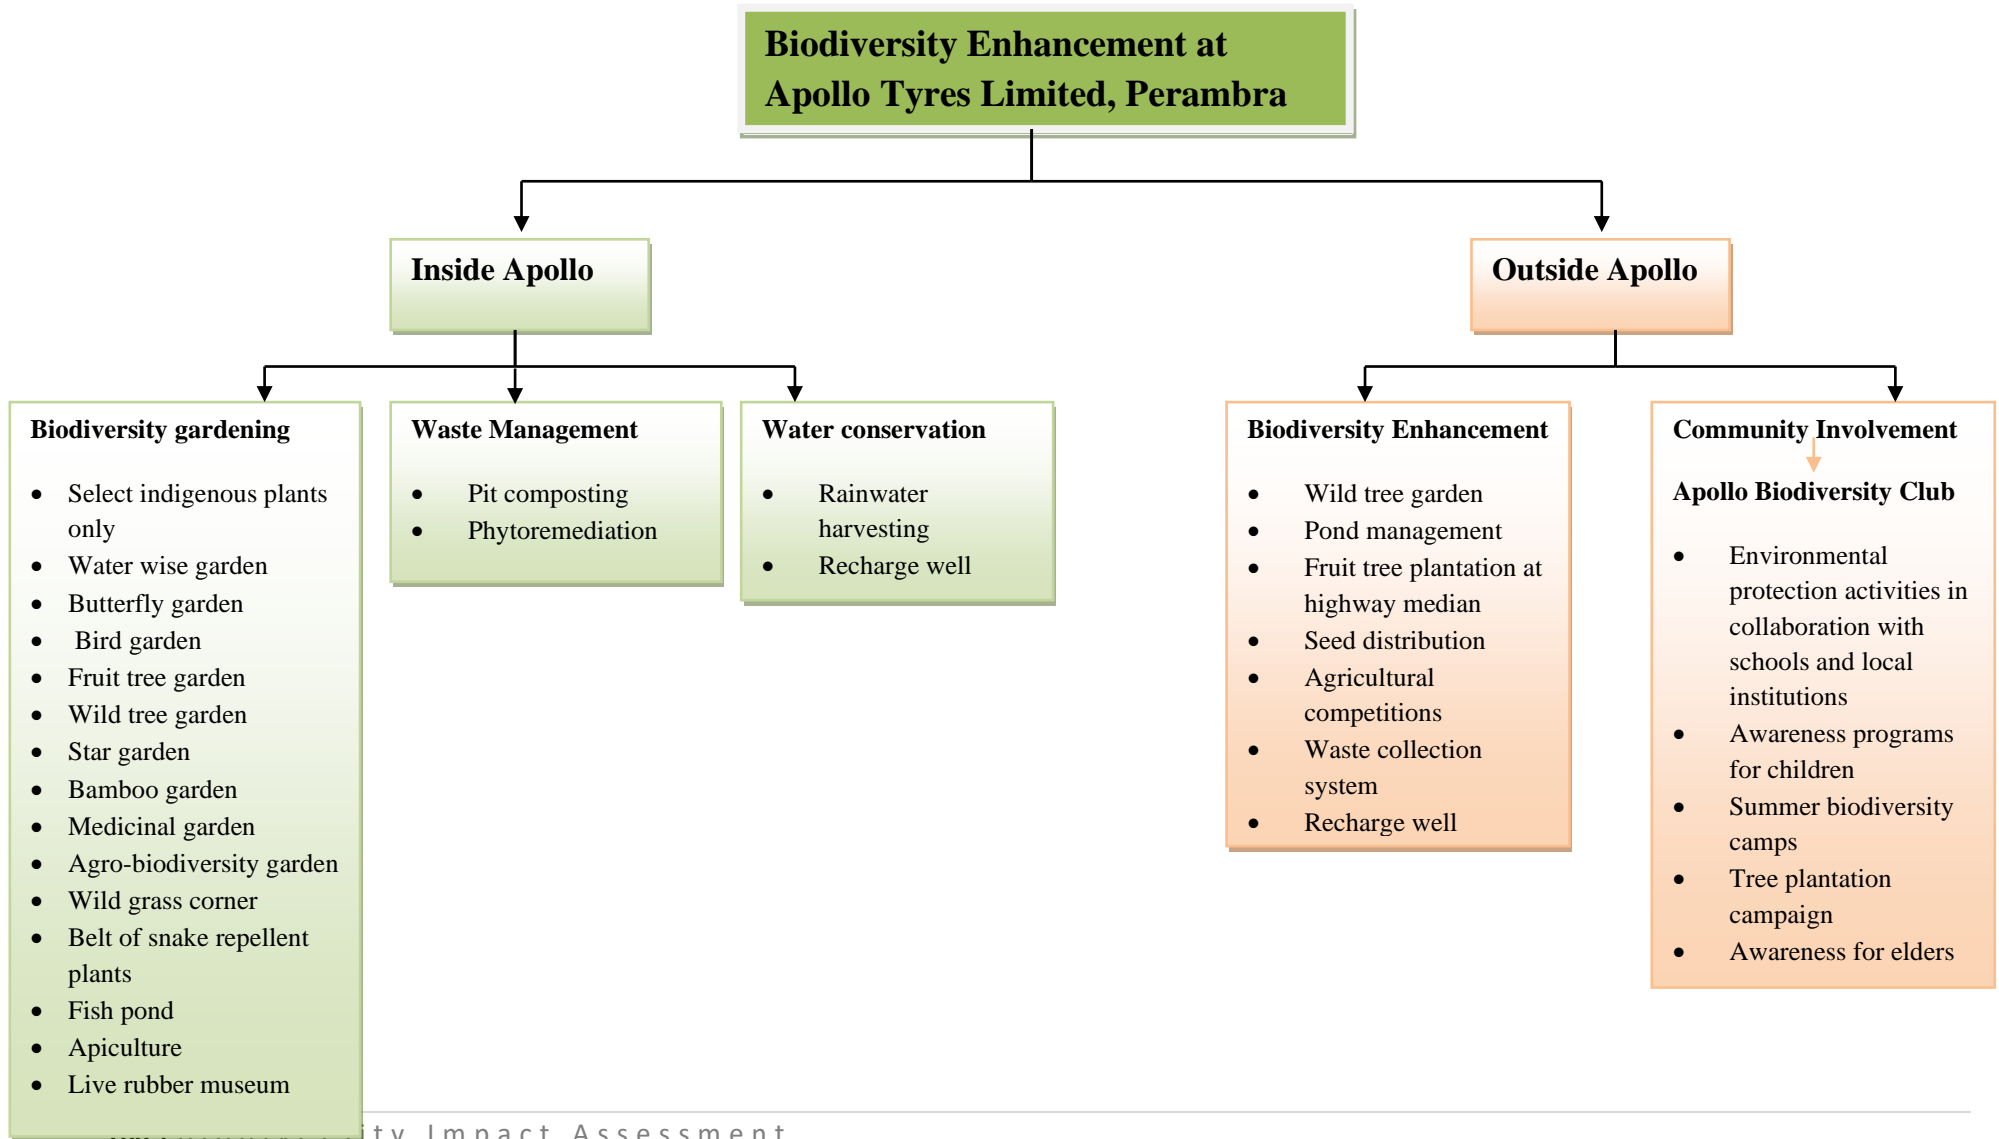 Biodiversity Enhancement at
Apollo Tyres Limited, Perambra
Inside Apollo
Outside Apollo
Biodiversity gardening
• Select indigenous plants
only
• Water wise garden
• Butterfly garden
• Bird garden
• Fruit tree garden
• Wild tree garden
• Star garden
• Bamboo garden
• Medicinal garden
• Agro-biodiversity garden
• Wild grass corner
• Belt of snake repellent
plants
• Fish pond
• Apiculture
• Live rubber museum
Waste Management
• Pit composting
• Phytoremediation
Water conservation
• Rainwater
harvesting
• Recharge well
Biodiversity Enhancement
• Wild tree garden
• Pond management
• Fruit tree plantation at
highway median
• Seed distribution
• Agricultural
competitions
• Waste collection
system
• Recharge well
Community Involvement
Apollo Biodiversity Club
• Environmental
protection activities in
collaboration with
schools and local
institutions
• Awareness programs
for children
• Summer biodiversity
camps
• Tree plantation
campaign
• Awareness for elders
Impact Assessment